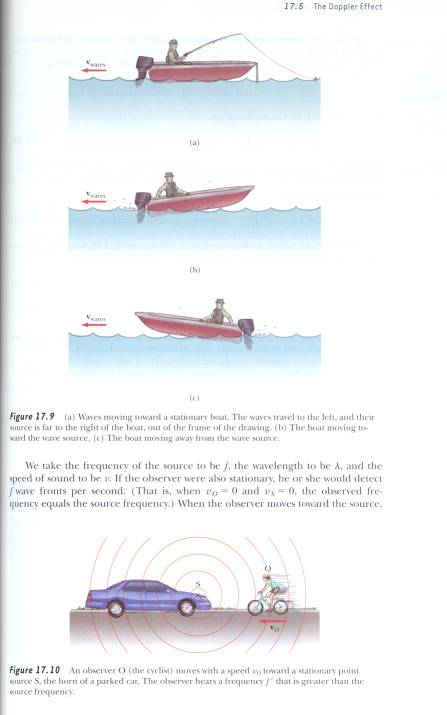 17.5 The Doppler Effect
v waves
(a)
v waves
(b)
v waves
(c)
Figure 17.9 (a) Waves moving toward a stationary boat. The waves travel to the left, and their
source is far to the right of the boat, out of the frame of the drawing. (b) The boat moving to-
ward the wave source. (c) The boat moving away from the wave source.
We take the frequency of the source to be f, the wavelength to be λ, and the
speed of sound to be v. If the observer were also stationary, he or she would detect
f wave fronts per second. (That is, when vO = 0 and vS = 0, the observed fre-
quency equals the source frequency.) When the observer moves toward the source,
O
S
vO
Figure 17.10 An observer O (the cyclist) moves with a speed vO toward a stationary point
source S, the horn of a parked car. The observer hears a frequency f′ that is greater than the
source frequency.